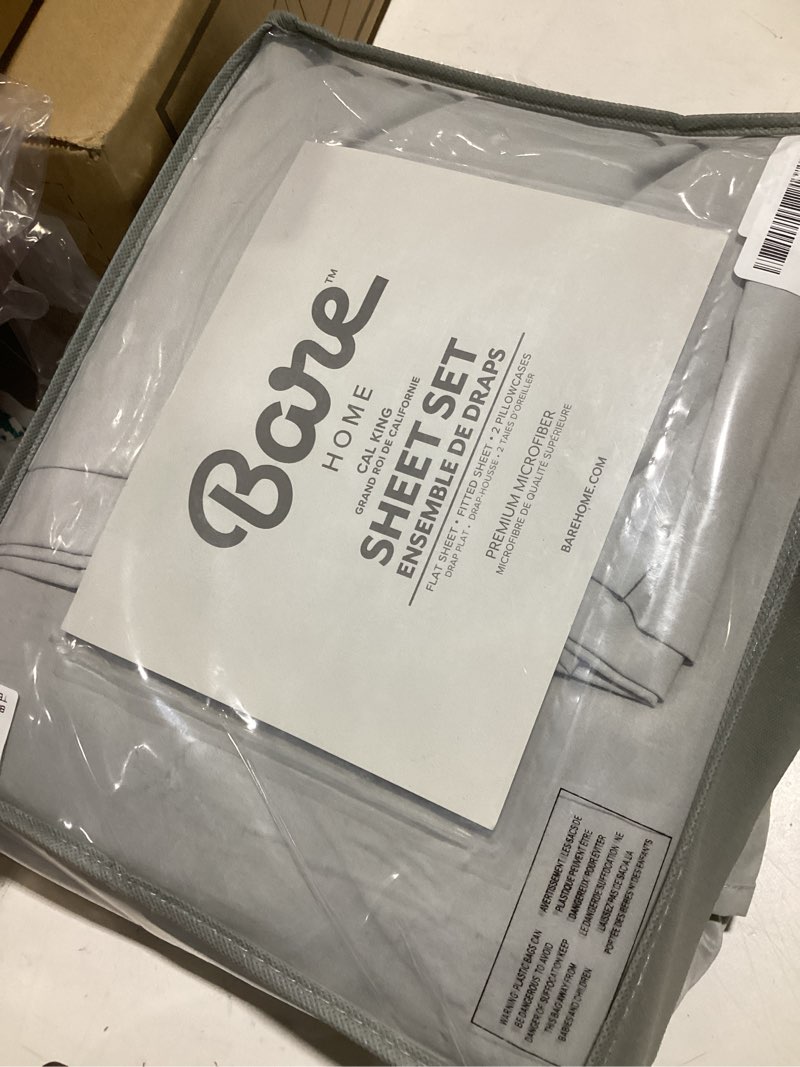 Bare™
HOME
CAL KING
GRAND ROI DE CALIFORNIE
SHEET SET
ENSEMBLE DE DRAPS
FLAT SHEET • FITTED SHEET • 2 PILLOWCASES
DRAP PLAT • DRAP-HOUSSE • 2 TAIES D'OREILLER
PREMIUM MICROFIBER
MICROFIBRE DE QUALITÉ SUPÉRIEURE
BAREHOME.COM
WARNING: PLASTIC BAGS CAN
BE DANGEROUS TO AVOID
DANGER OF SUFFOCATION KEEP
THIS BAG AWAY FROM
BABIES AND CHILDREN
AVERTISSEMENT: LES SACS DE
PLASTIQUE PEUVENT ÊTRE
DANGEREUX. POUR ÉVITER
LE DANGER DE SUFFOCATION, NE
LAISSEZ PAS CE SAC À LA
PORTÉE DES BÉBÉS NI DES ENFANTS